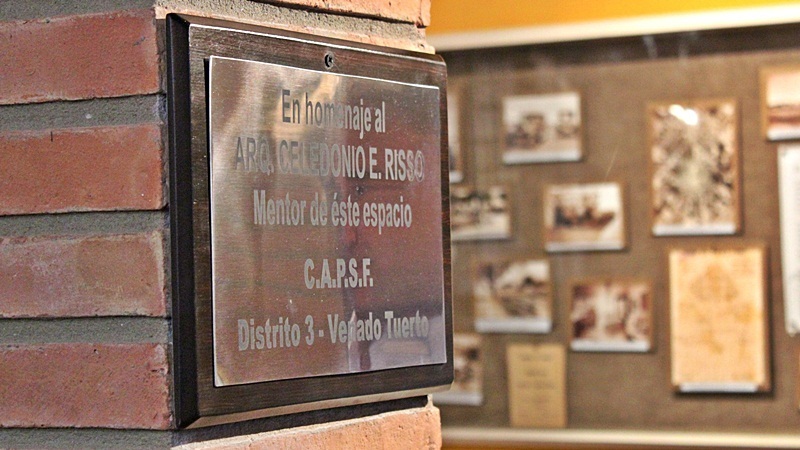 En homenaje al
ARQ. CELEDONIO E. RISSO
Mentor de éste espacio
C.A.P.S.F.
Distrito 3 - Venado Tuerto